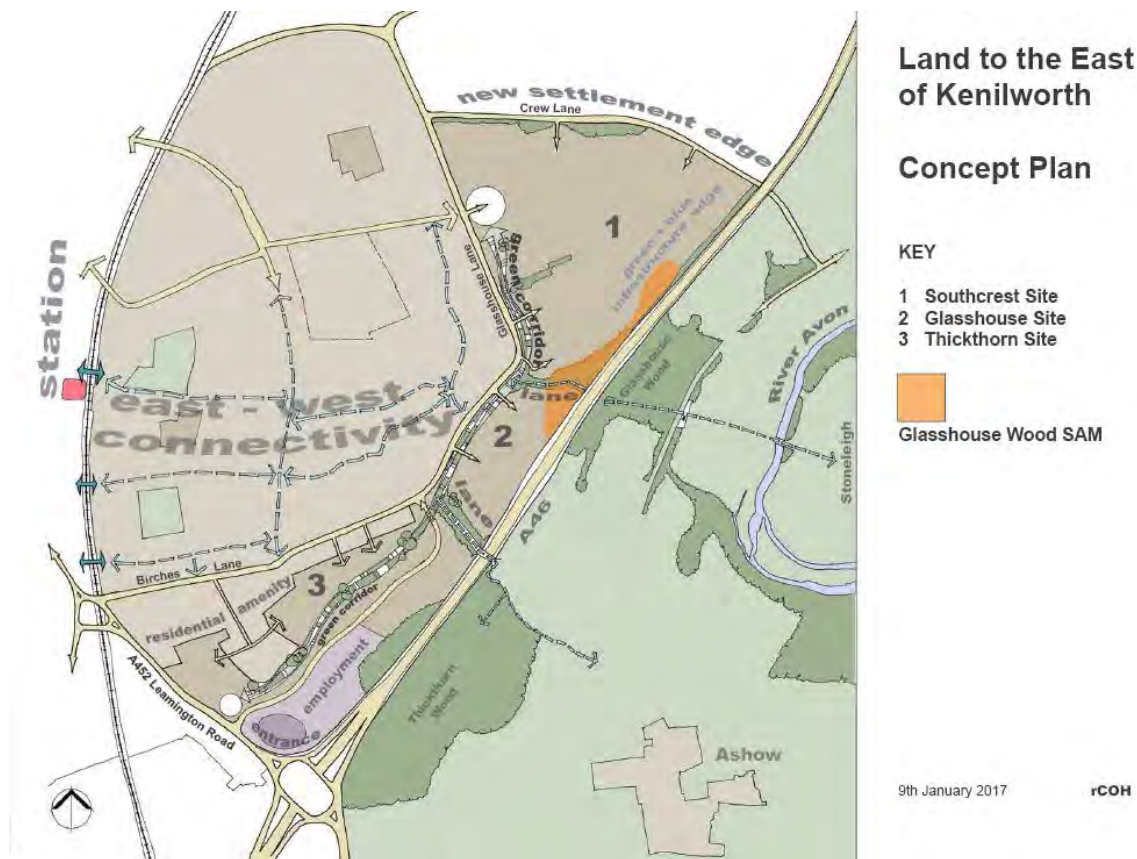 Land to the East
of Kenilworth
Concept Plan
KEY
1 Southcrest Site
2 Glasshouse Site
3 Thickthorn Site
Glasshouse Wood SAM
9th January 2017
rCOH
new settlement edge
Crew Lane
1
green + blue
infrastructure edge
Glasshouse Lane
green corridor
station
east - west
connectivity
lane
Glasshouse
Wood
River Avon
Stoneleigh
2
lane
A46
Birches Lane
3
residential amenity
green corridor
employment
entrance
A452 Leamington Road
Thickthorn
Wood
Ashow